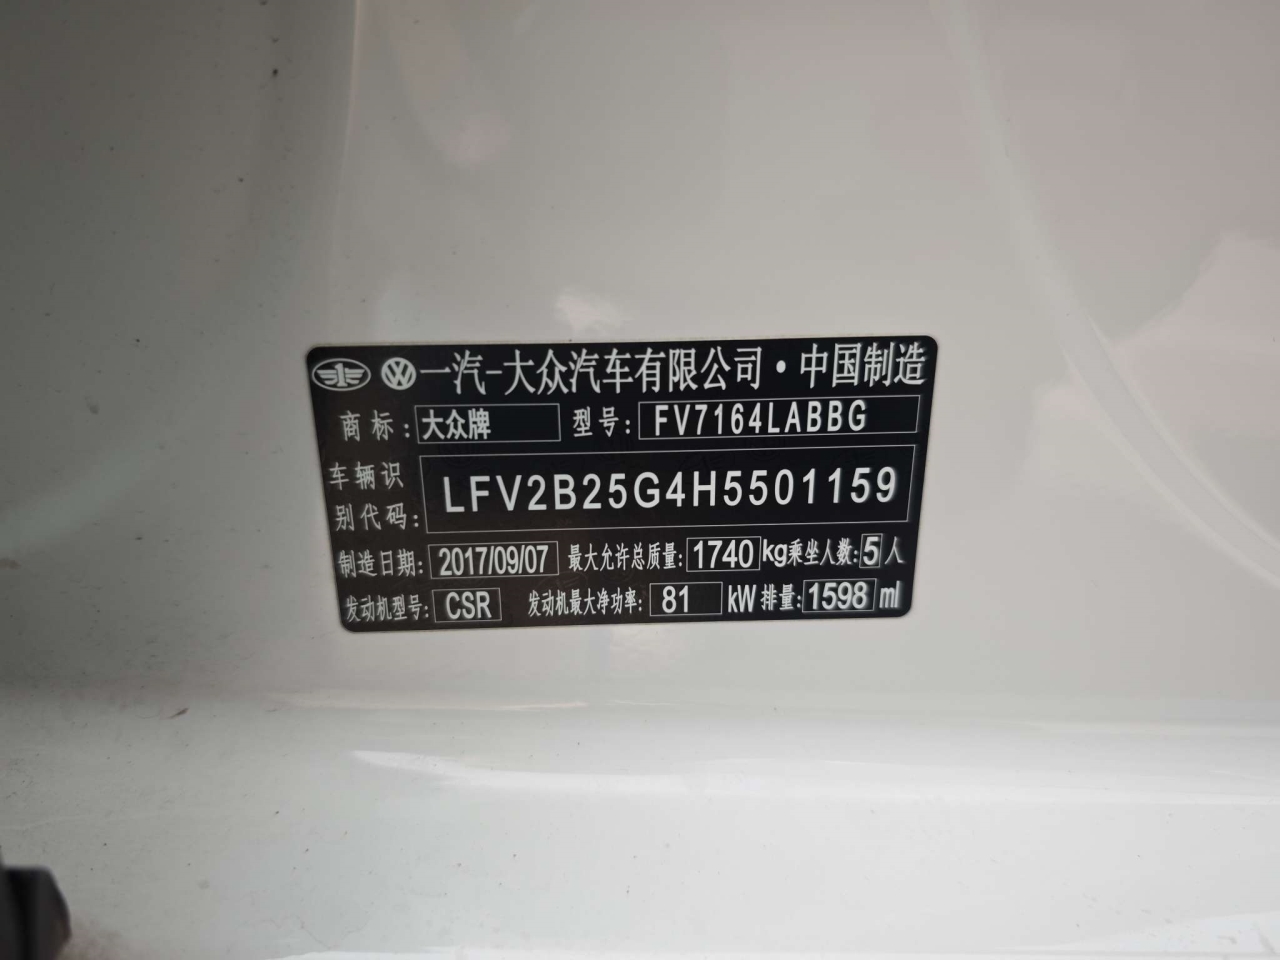 一汽-大众汽车有限公司·中国制造
商标: 大众牌 型号: FV7164LABBG
车辆识别代码: LFV2B25G4H5501159
制造日期: 2017/09/07 最大允许总质量: 1740 kg 乘坐人数: 5 人
发动机型号: CSR 发动机最大净功率: 81 kW 排量: 1598 ml